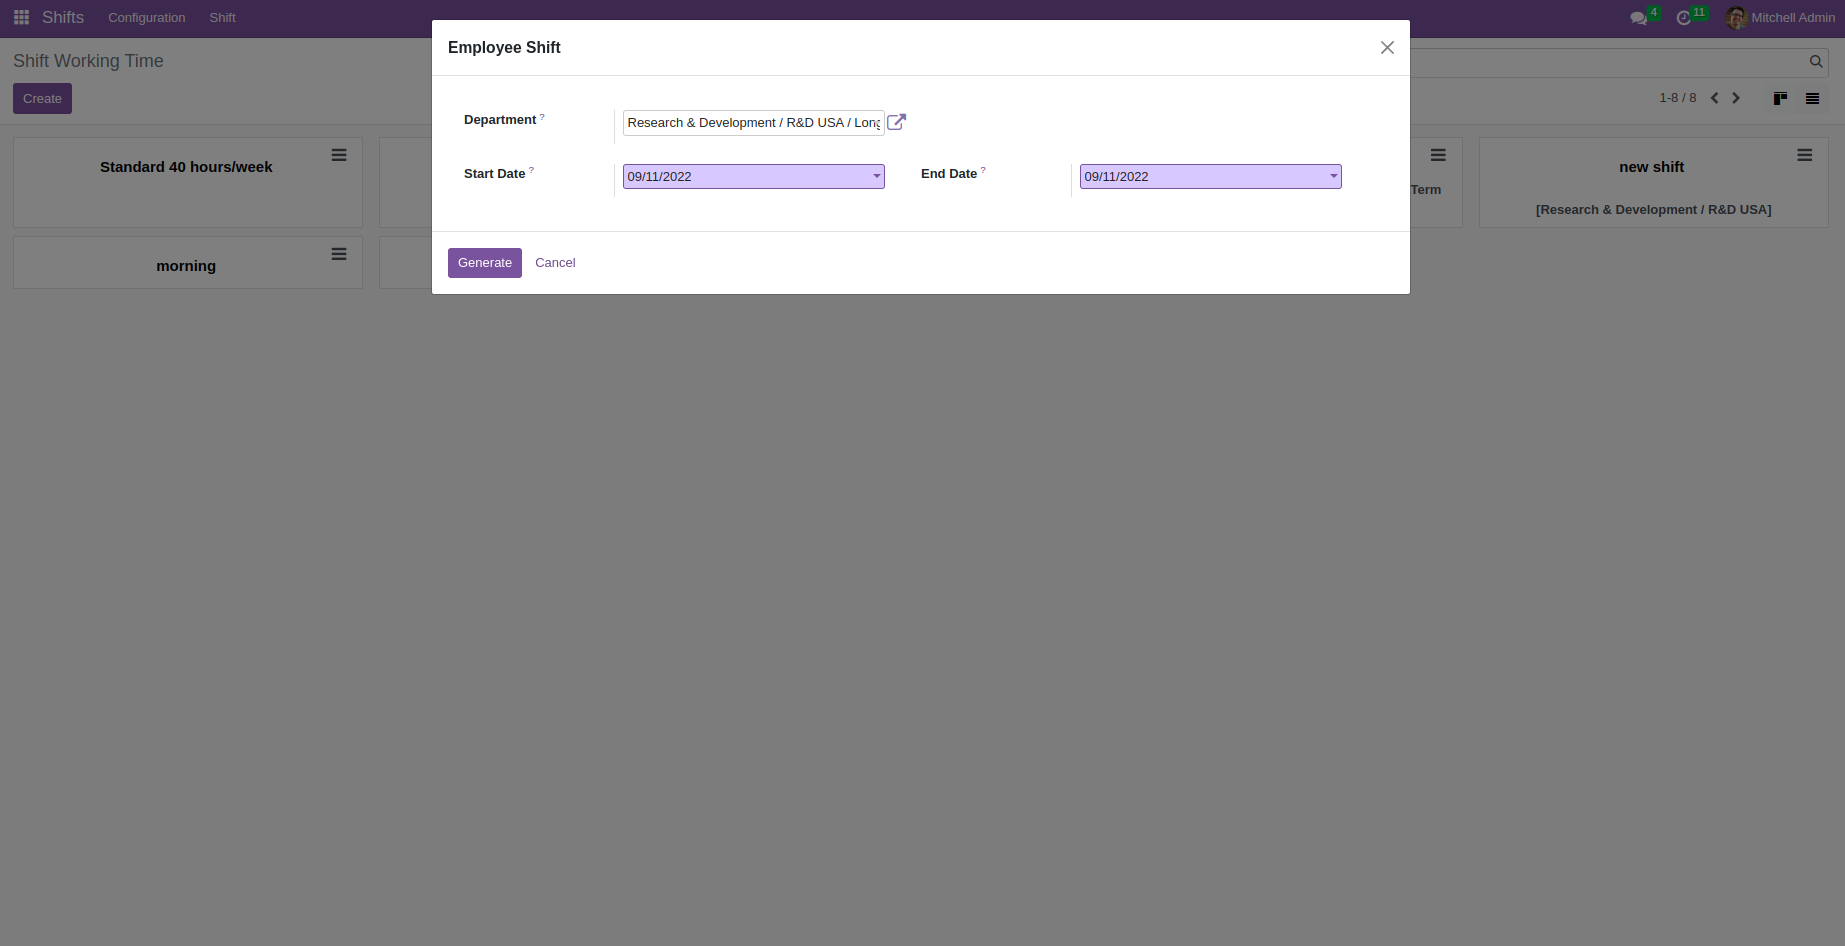 Shifts Configuration Shift 4 11 Mitchell Admin
Shift Working Time
Create
1-8 / 8
Standard 40 hours/week
Term
new shift
[Research & Development / R&D USA]
morning
Employee Shift
Department ?
Research & Development / R&D USA / Long
Start Date ? 09/11/2022 End Date ? 09/11/2022
Generate Cancel